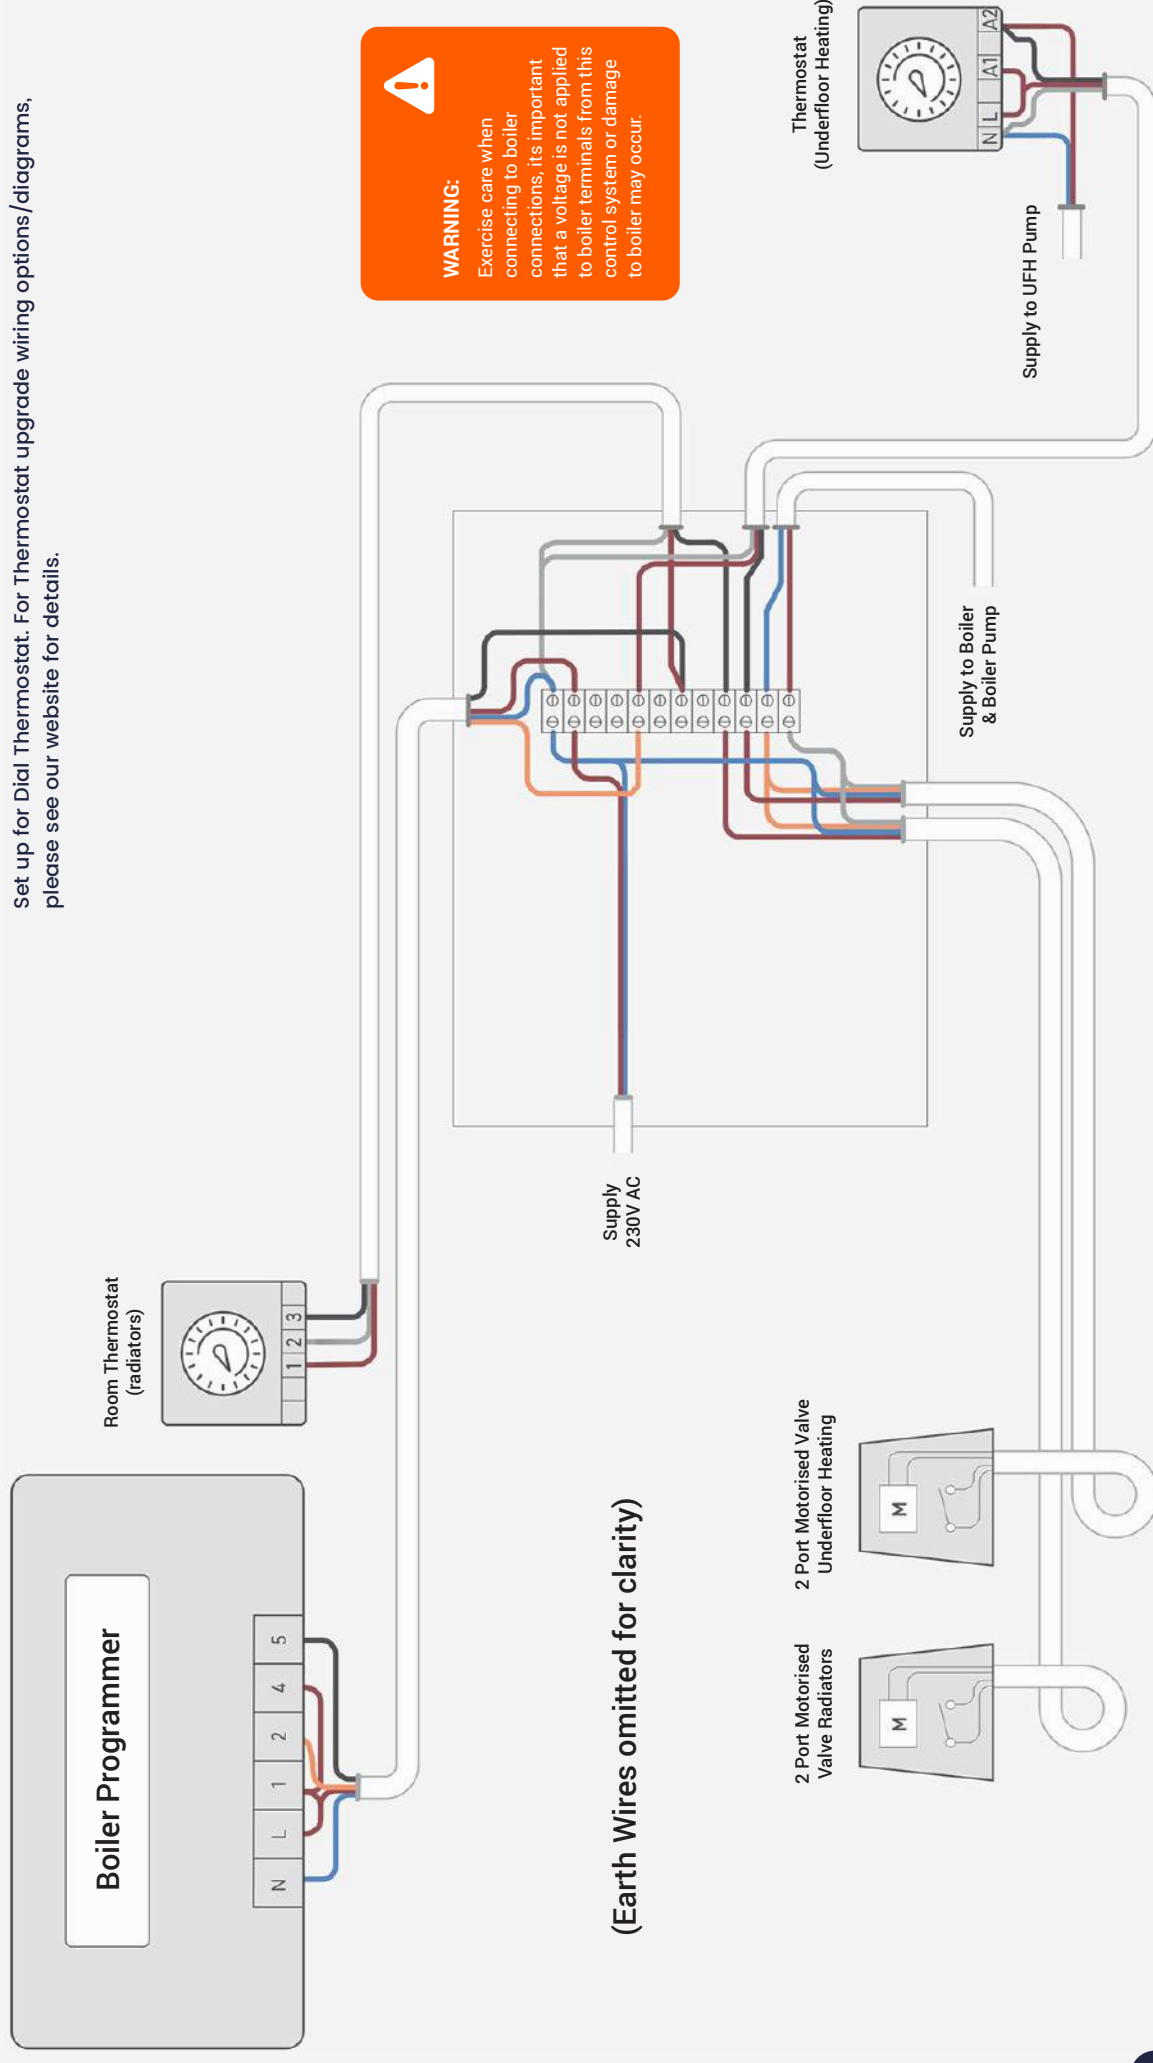 Set up for Dial Thermostat. For Thermostat upgrade wiring options/diagrams,
please see our website for details.
Boiler Programmer
N
L
1
2
4
5
Room Thermostat
(radiators)
1
2
3
WARNING:
Exercise care when
connecting to boiler
connections, its important
that a voltage is not applied
to boiler terminals from this
control system or damage
to boiler may occur.
Supply
230V AC
(Earth Wires omitted for clarity)
2 Port Motorised
Valve Radiators
M
2 Port Motorised Valve
Underfloor Heating
M
Supply to Boiler
& Boiler Pump
Thermostat
(Underfloor Heating)
N
L
A1
A2
Supply to UFH Pump